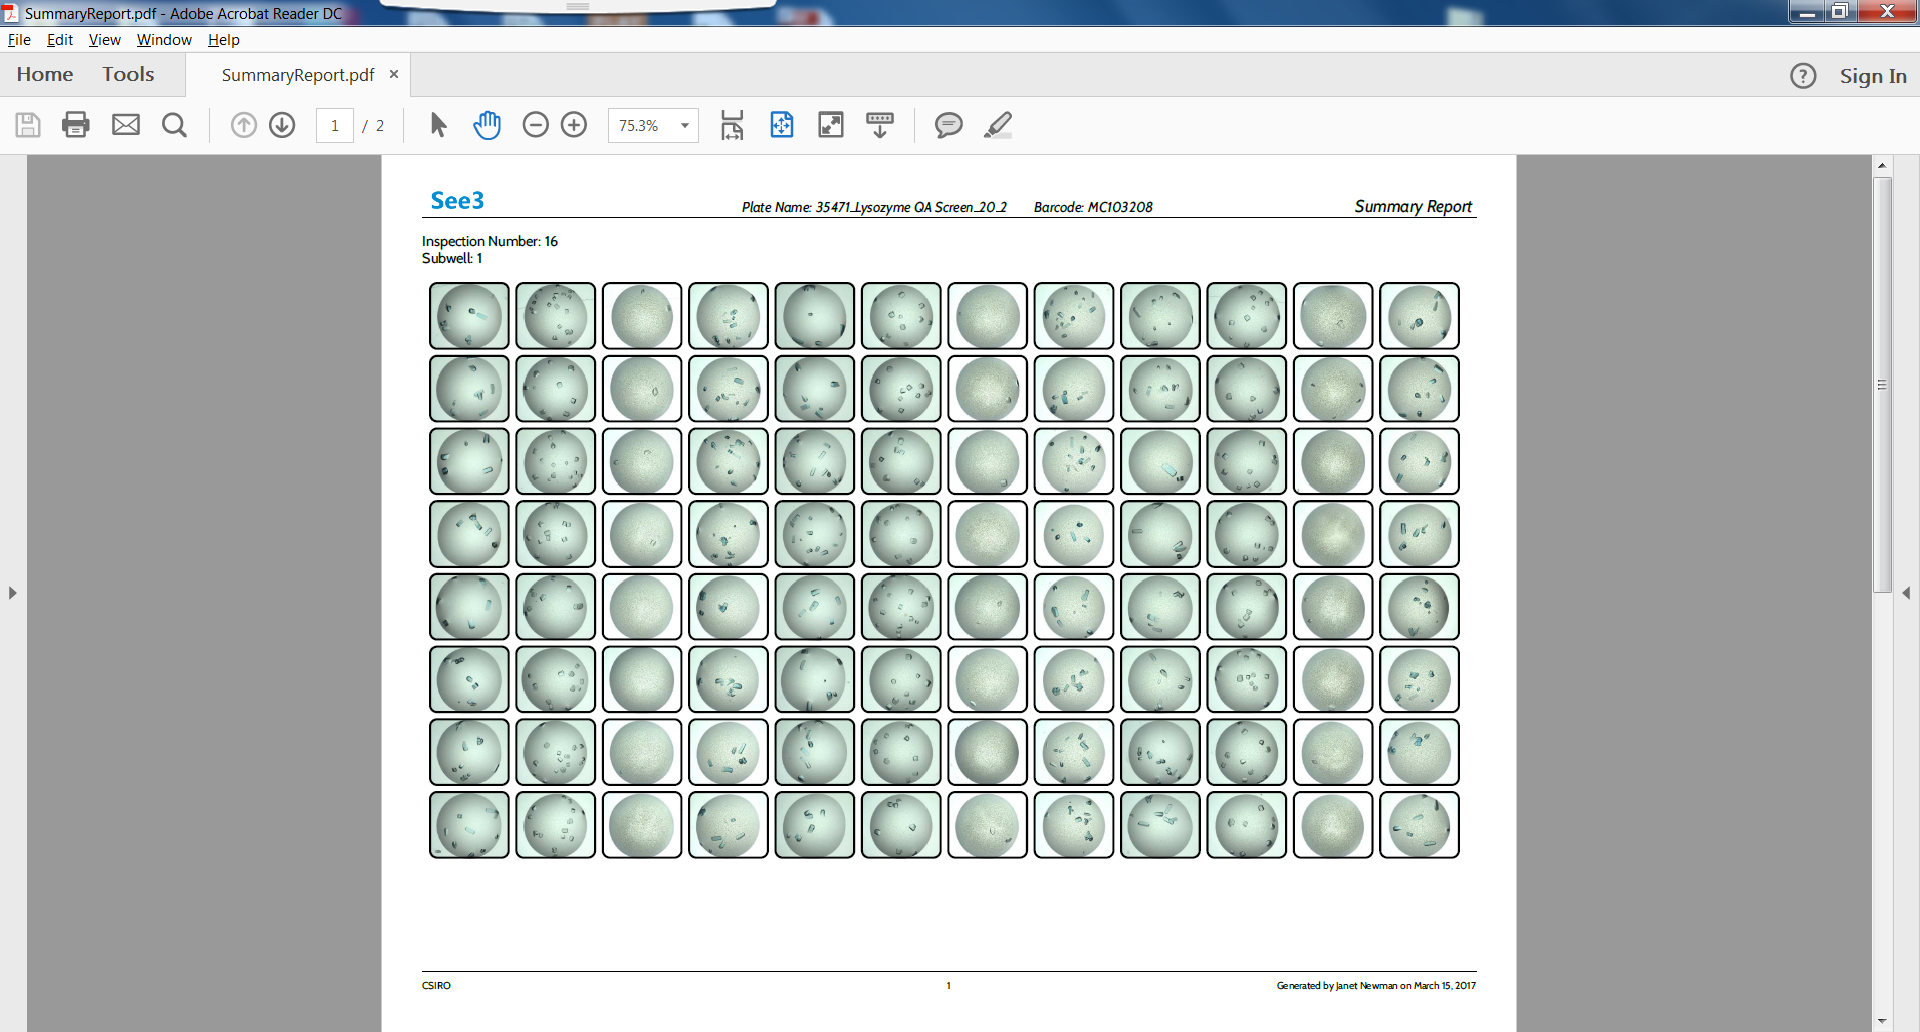 SummaryReport.pdf - Adobe Acrobat Reader DC
File Edit View Window Help
Home Tools SummaryReport.pdf × ? Sign In
1 / 2 75.3%
See3 Plate Name: 35471_Lysozyme QA Screen_20_2 Barcode: MC103208 Summary Report
Inspection Number: 16
Subwell: 1
CSIRO 1 Generated by Janet Newman on March 15, 2017